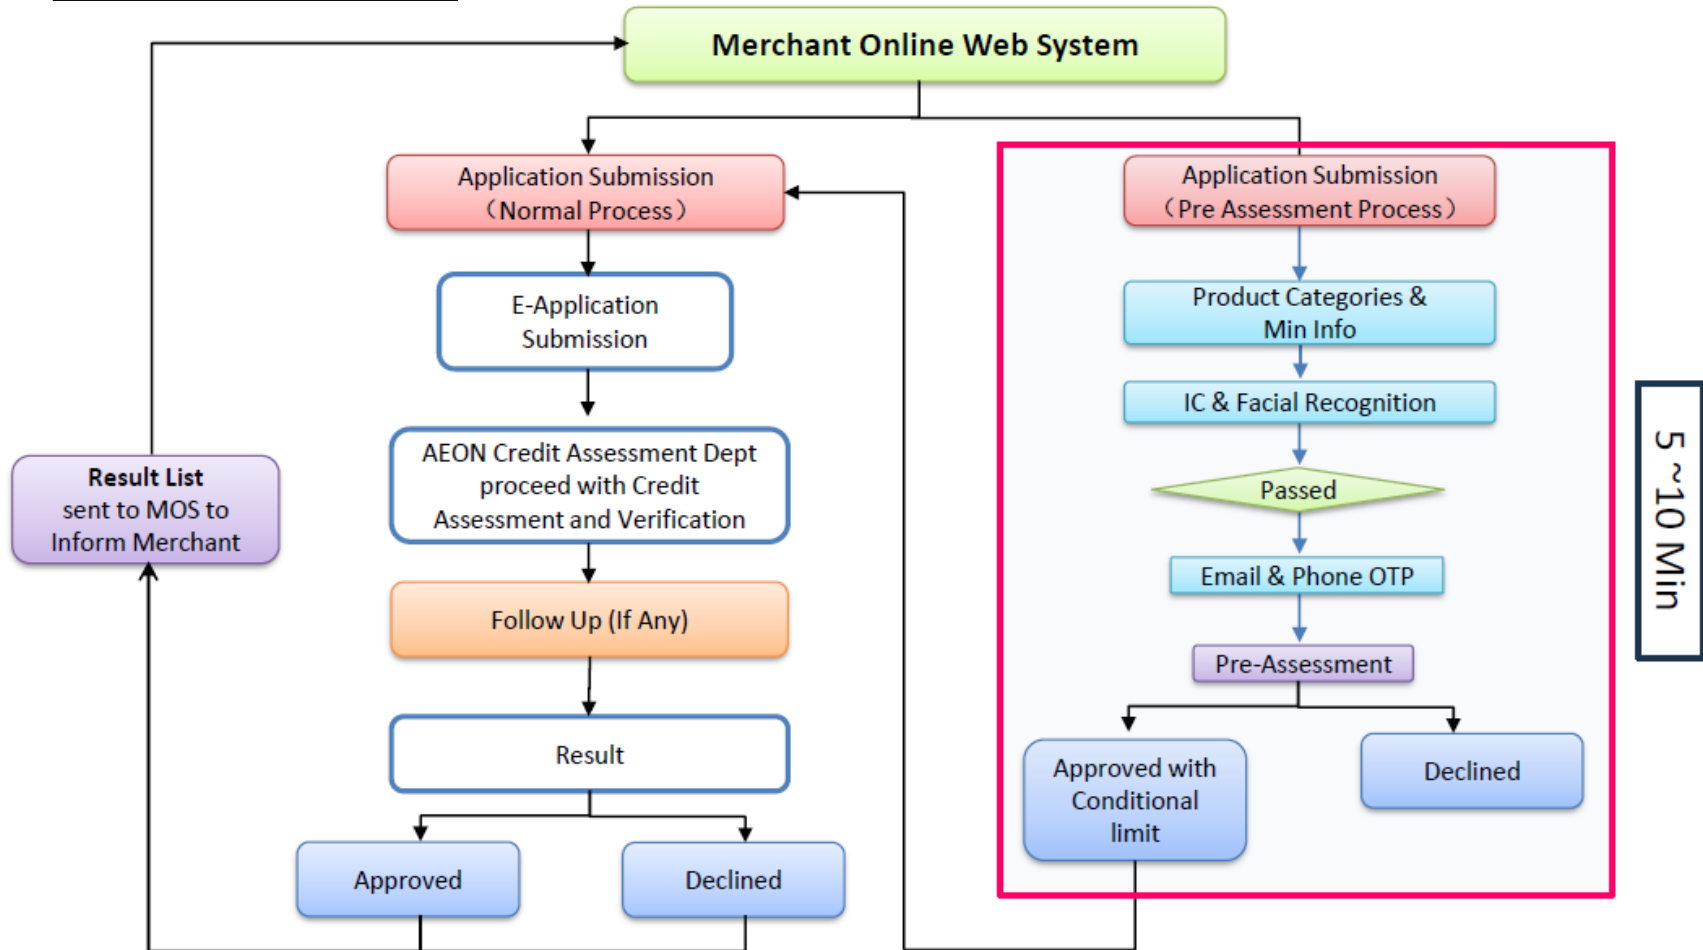 Merchant Online Web System
Application Submission
（Normal Process）
E-Application
Submission
AEON Credit Assessment Dept
proceed with Credit
Assessment and Verification
Follow Up (If Any)
Result
Approved
Declined
Result List
sent to MOS to
Inform Merchant
Application Submission
（Pre Assessment Process）
Product Categories &
Min Info
IC & Facial Recognition
Passed
Email & Phone OTP
Pre-Assessment
Approved with
Conditional
limit
Declined
5 ~10 Min